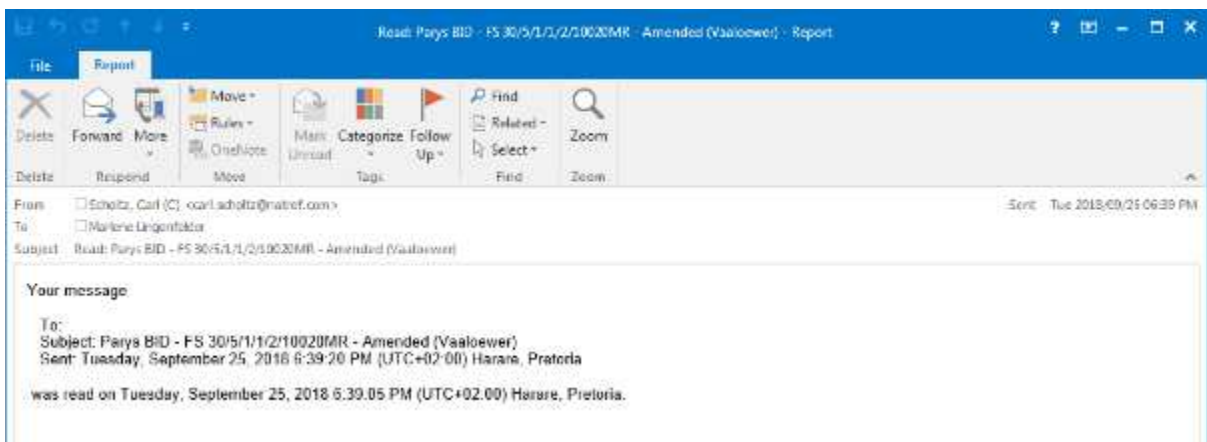 Read: Parys BID - FS 30/5/1/1/2/10020MR - Amended (Vaaloewer) - Report
File Report
Delete Forward More Move Rules OneNote Mark Unread Categorize Follow Up Find Related Select Zoom
Delete Respond Move Tags Find Zoom
From Scholtz, Carl (C) <carl.scholtz@natref.com> Sent Tue 2018/09/25 06:39 PM
To Marlene Lingenfelder
Subject Read: Parys BID - FS 30/5/1/1/2/10020MR - Amended (Vaaloewer)
Your message
To:
Subject: Parys BID - FS 30/5/1/1/2/10020MR - Amended (Vaaloewer)
Sent: Tuesday, September 25, 2018 6:39:20 PM (UTC+02:00) Harare, Pretoria
was read on Tuesday, September 25, 2018 6:39:05 PM (UTC+02:00) Harare, Pretoria.